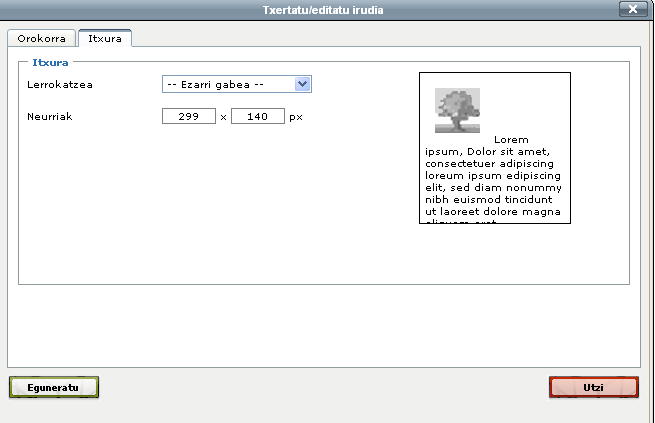 Txertatu/editatu irudia
Orokorra
Itxura
Itxura
Lerrokatzea
-- Ezarri gabea --
Neurriak
299 x 140 px
Lorem
ipsum, Dolor sit amet,
consectetuer adipiscing
loreum ipsum edipiscing
elit, sed diam nonummy
nibh euismod tincidunt
ut laoreet dolore magna
Eguneratu
Utzi